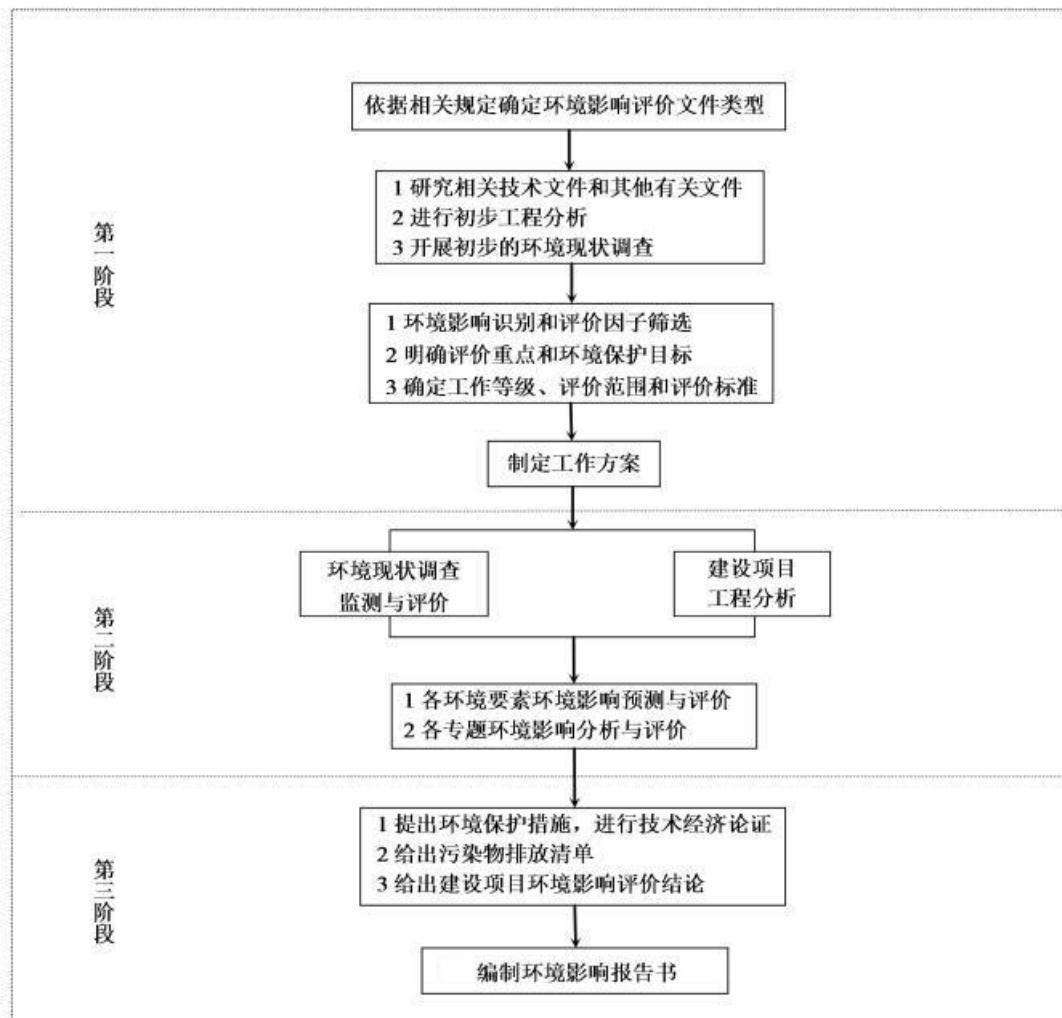 依据相关规定确定环境影响评价文件类型
1 研究相关技术文件和其他有关文件
2 进行初步工程分析
3 开展初步的环境现状调查
第一阶段
1 环境影响识别和评价因子筛选
2 明确评价重点和环境保护目标
3 确定工作等级、评价范围和评价标准
制定工作方案
环境现状调查
监测与评价
建设项目
工程分析
第二阶段
1 各环境要素环境影响预测与评价
2 各专题环境影响分析与评价
1 提出环境保护措施，进行技术经济论证
2 给出污染物排放清单
3 给出建设项目环境影响评价结论
第三阶段
编制环境影响报告书